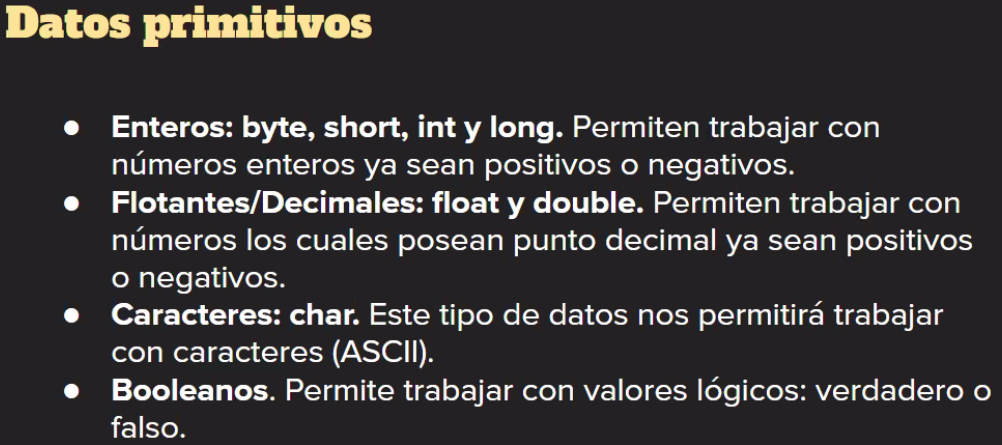 Datos primitivos
● Enteros: byte, short, int y long. Permiten trabajar con
números enteros ya sean positivos o negativos.
● Flotantes/Decimales: float y double. Permiten trabajar con
números los cuales posean punto decimal ya sean positivos
o negativos.
● Caracteres: char. Este tipo de datos nos permitirá trabajar
con caracteres (ASCII).
● Booleanos. Permite trabajar con valores lógicos: verdadero o
falso.